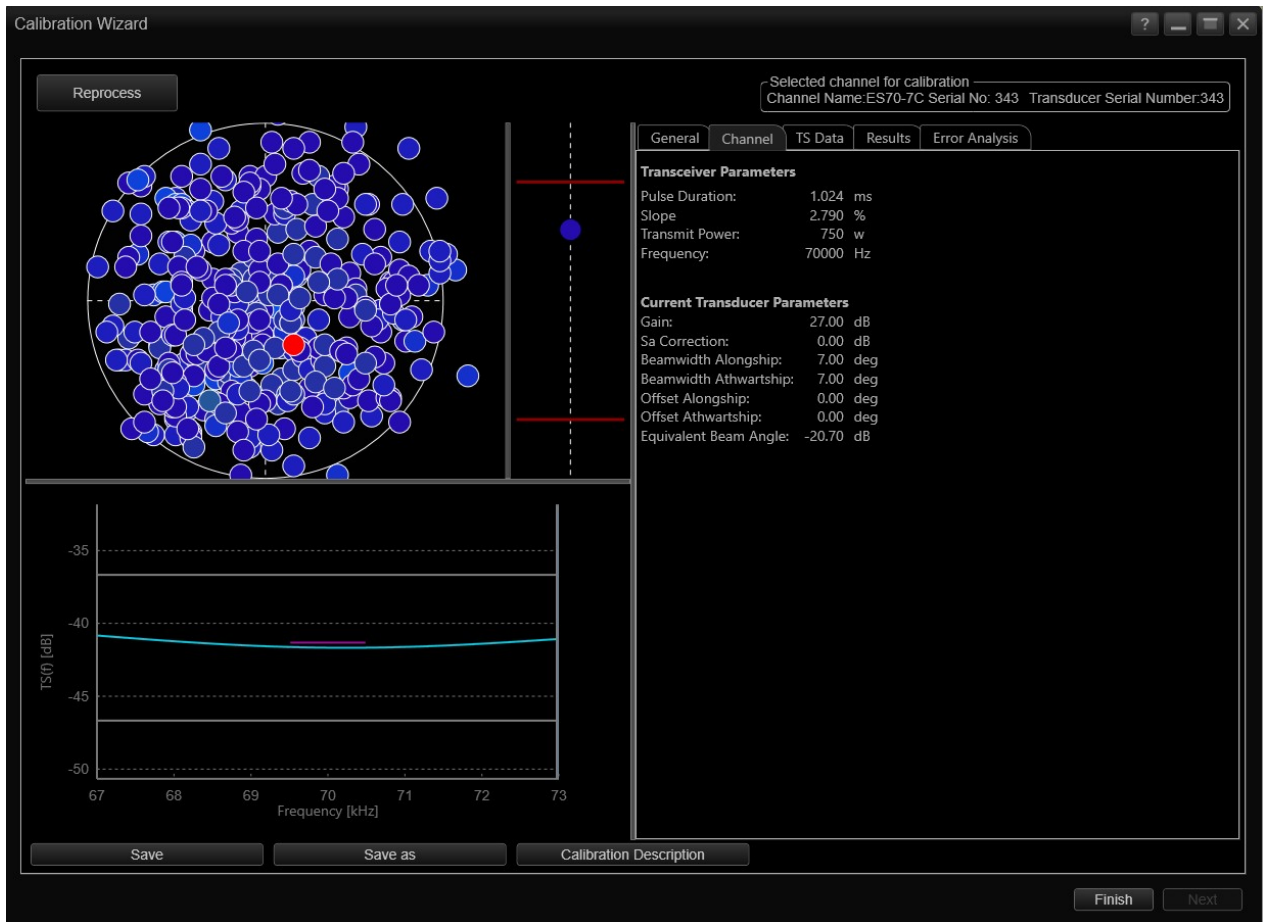 Calibration Wizard
?
Reprocess
Selected channel for calibration
Channel Name:ES70-7C Serial No: 343 Transducer Serial Number:343
General Channel TS Data Results Error Analysis
Transceiver Parameters
Pulse Duration: 1.024 ms
Slope 2.790 %
Transmit Power: 750 w
Frequency: 70000 Hz
Current Transducer Parameters
Gain: 27.00 dB
Sa Correction: 0.00 dB
Beamwidth Alongship: 7.00 deg
Beamwidth Athwartship: 7.00 deg
Offset Alongship: 0.00 deg
Offset Athwartship: 0.00 deg
Equivalent Beam Angle: -20.70 dB
TS(f) [dB]
-35
-40
-45
-50
67 68 69 70 71 72 73
Frequency [kHz]
Save Save as Calibration Description
Finish Next